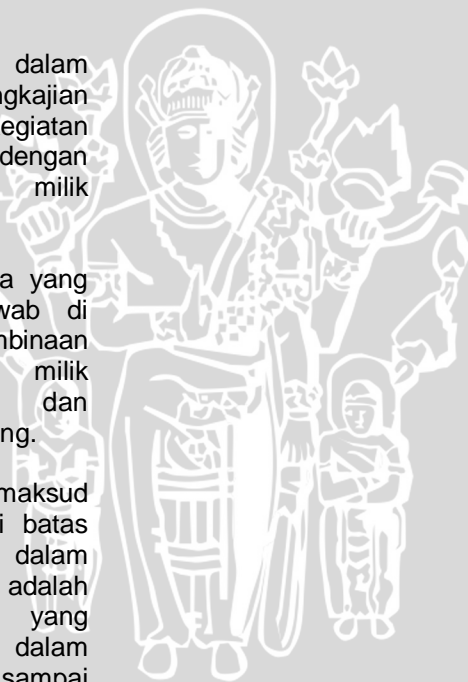 dalam
ngkajian
egiatan
dengan
milik
a yang
wab di
nbinaan
milik
dan
ng.
maksud
i batas
dalam
adalah
yang
dalam
sampai